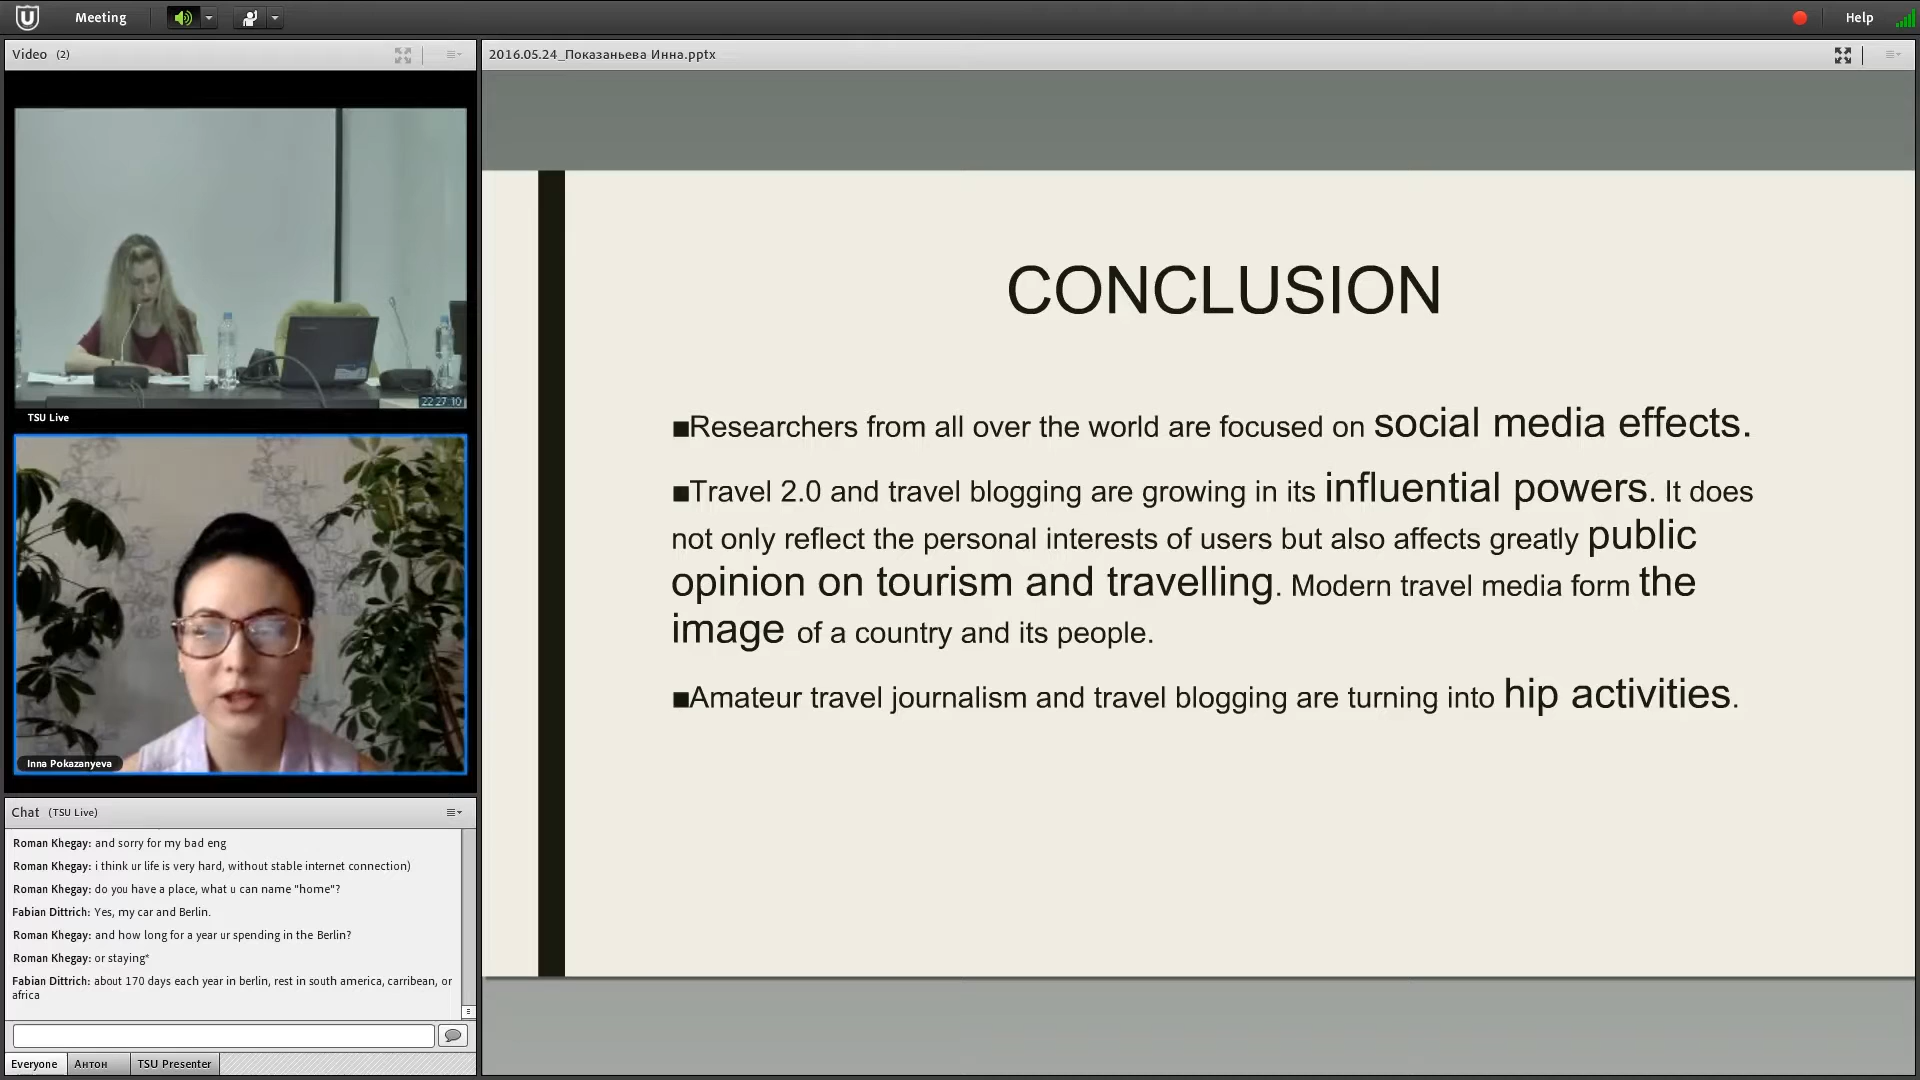 Meeting
Help
Video (2)
2016.05.24_Показаньева Инна.pptx
22 27 10
TSU Live
Inna Pokazanyeva
Chat (TSU Live)
Roman Khegay: and sorry for my bad eng
Roman Khegay: i think ur life is very hard, without stable internet connection)
Roman Khegay: do you have a place, what u can name "home"?
Fabian Dittrich: Yes, my car and Berlin.
Roman Khegay: and how long for a year ur spending in the Berlin?
Roman Khegay: or staying*
Fabian Dittrich: about 170 days each year in berlin, rest in south america, carribean, or
africa
Everyone Антон TSU Presenter
CONCLUSION
■Researchers from all over the world are focused on social media effects.
■Travel 2.0 and travel blogging are growing in its influential powers. It does
not only reflect the personal interests of users but also affects greatly public
opinion on tourism and travelling. Modern travel media form the
image of a country and its people.
■Amateur travel journalism and travel blogging are turning into hip activities.